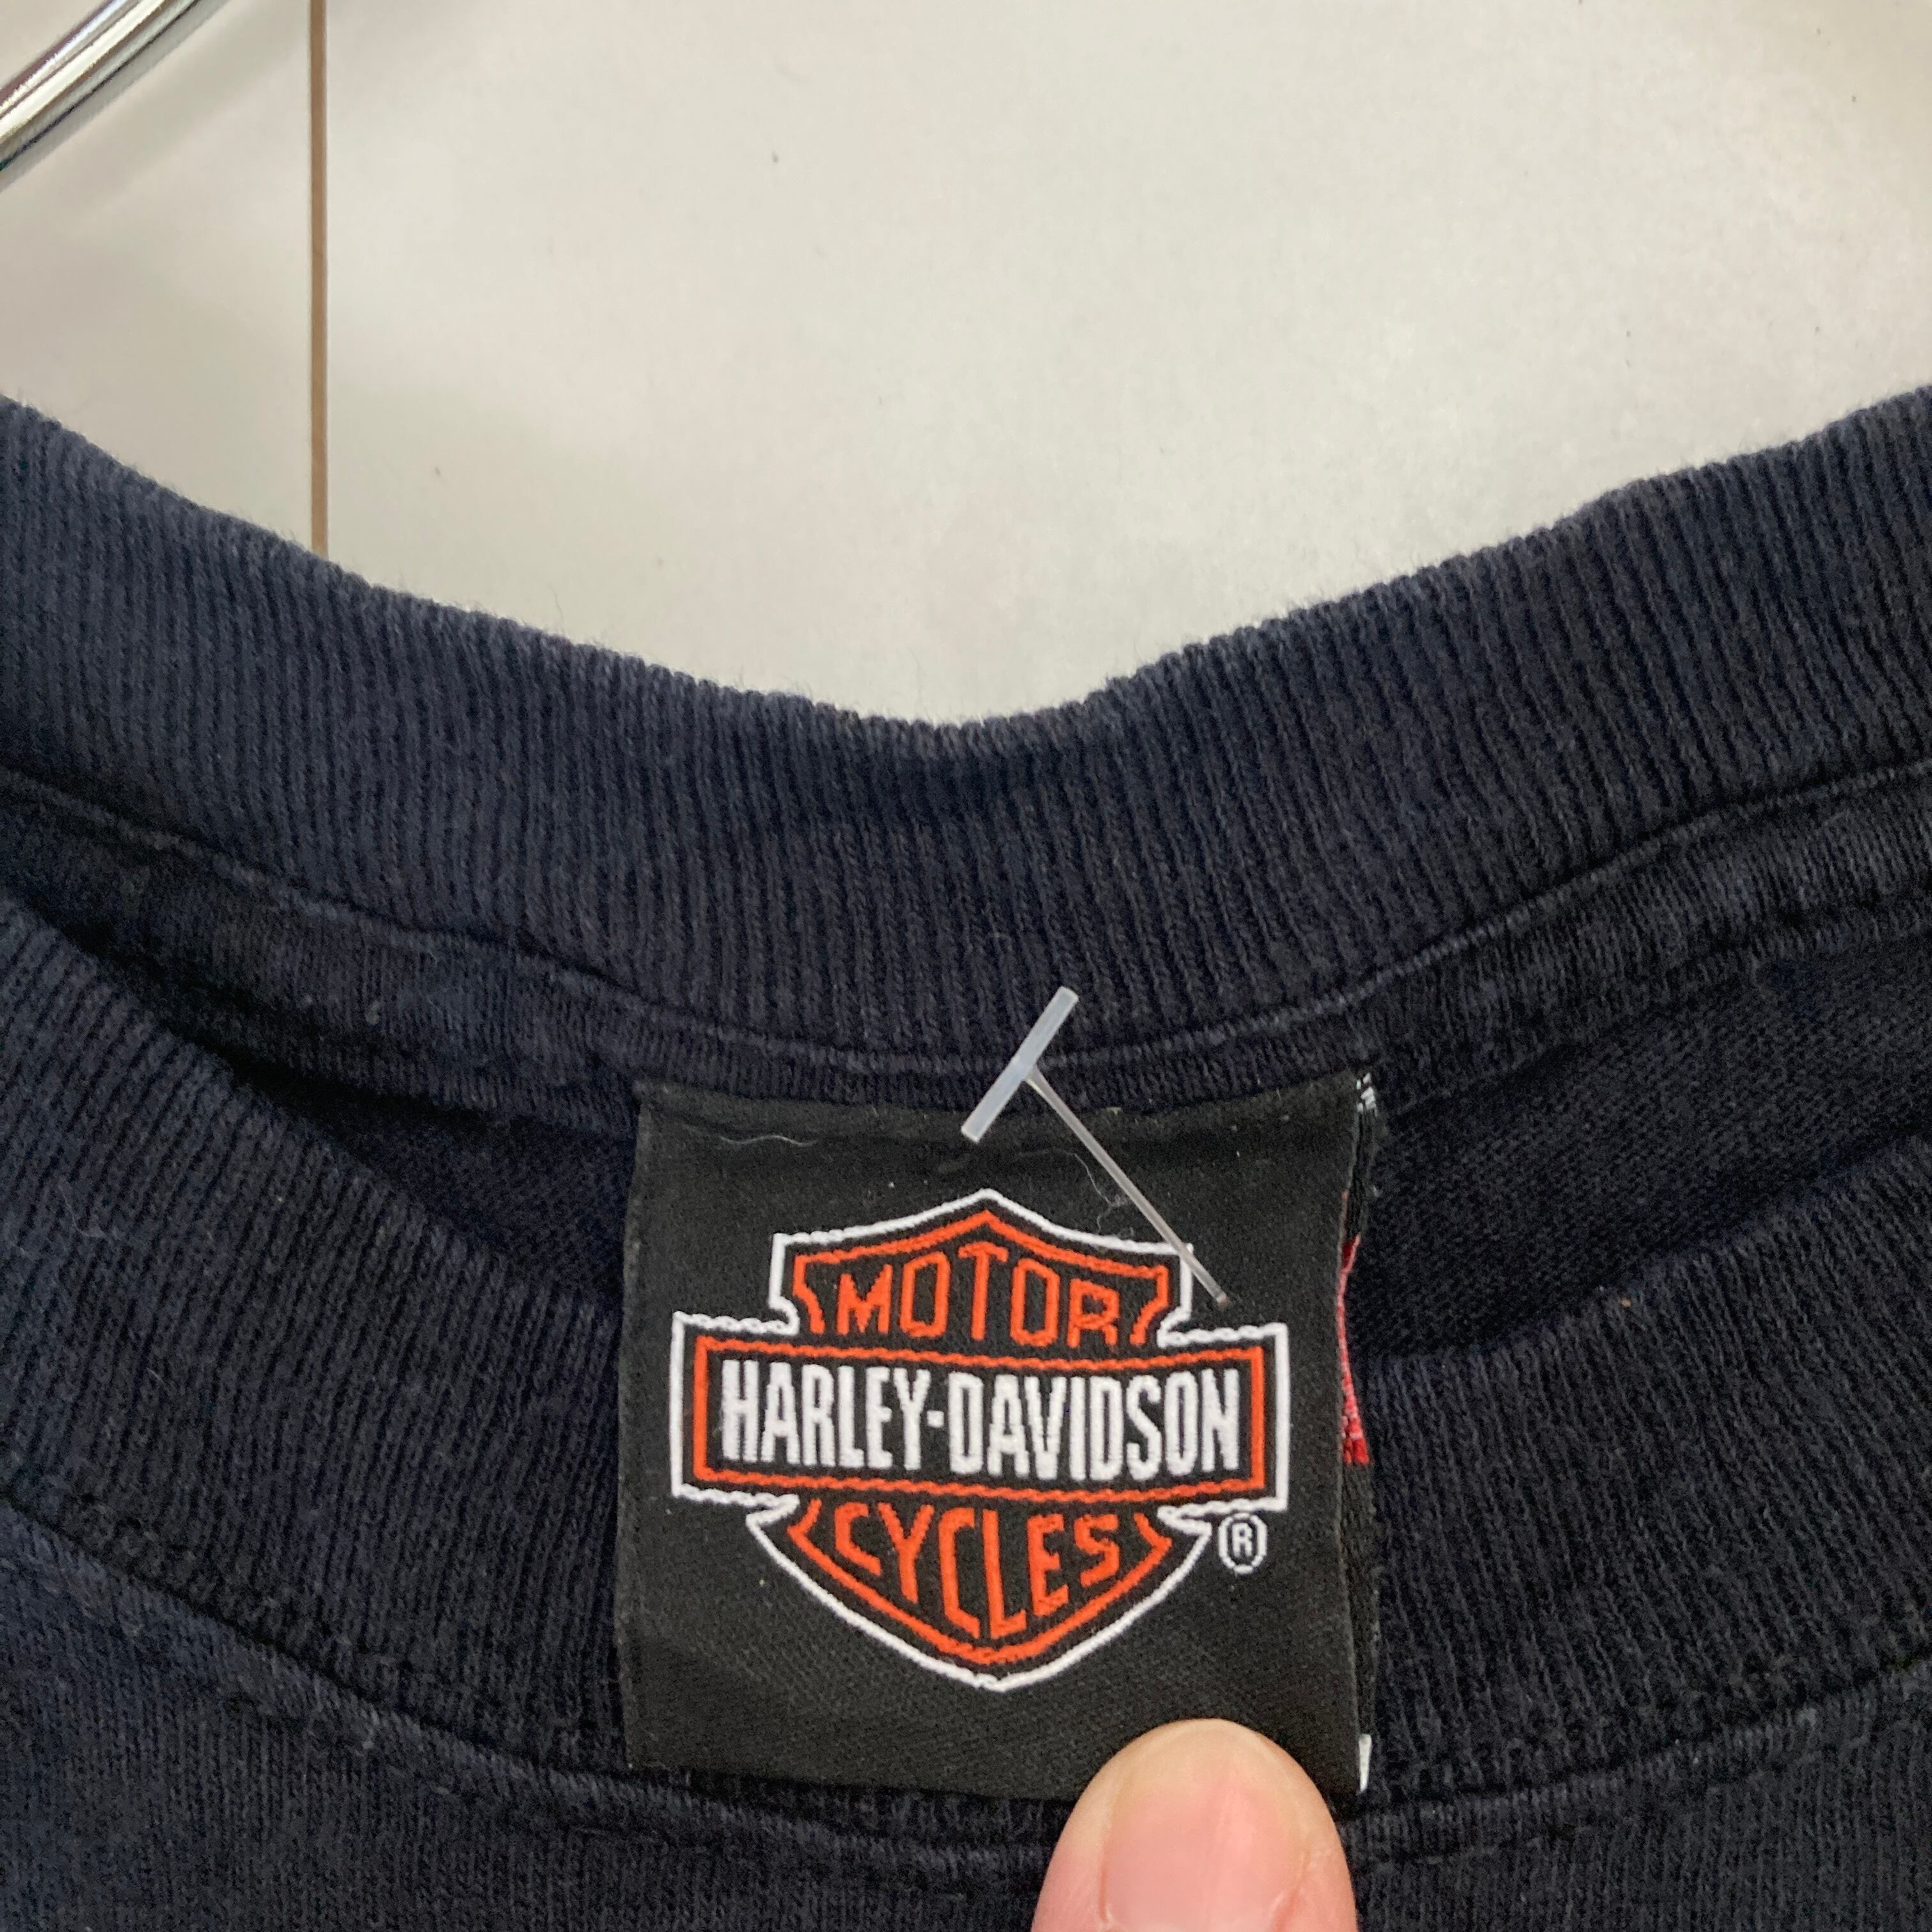 MOTOR
HARLEY-DAVIDSON
CYCLES
®